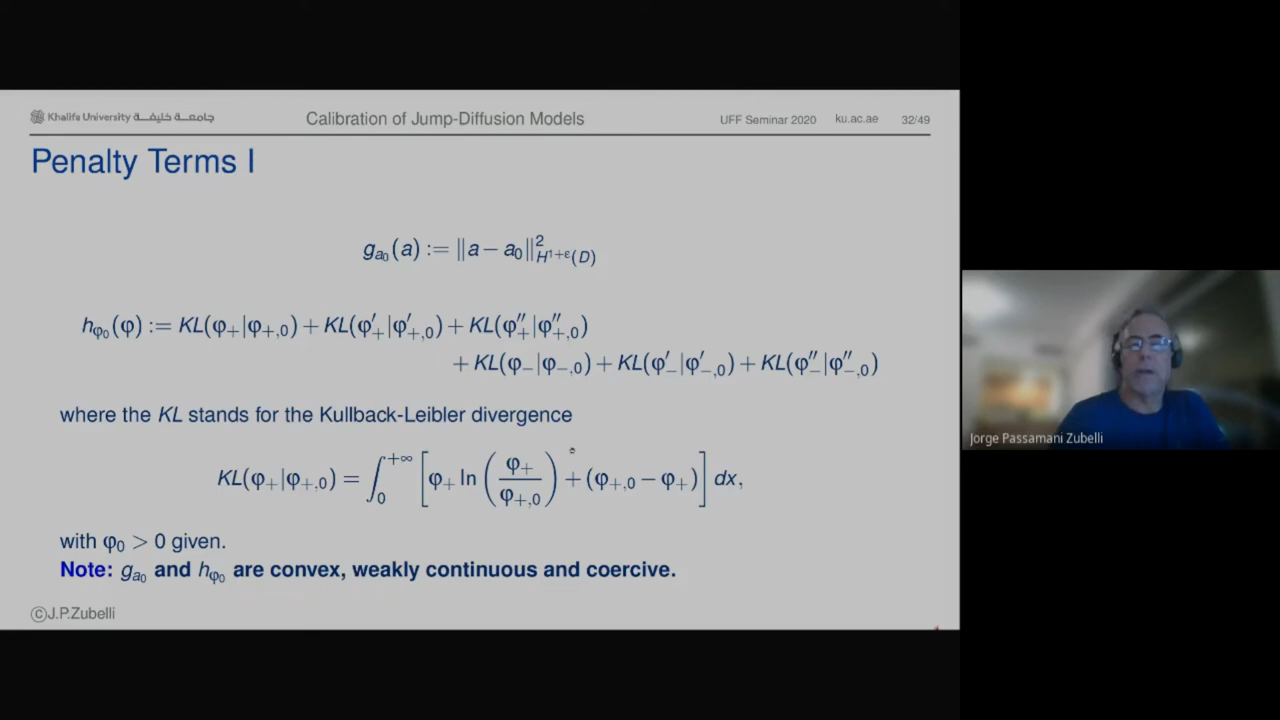 Khalifa University جامعة خليفة Calibration of Jump-Diffusion Models UFF Seminar 2020 ku.ac.ae 32/49
Penalty Terms I
g_{a_0}(a) := ‖a − a_0‖²_{H^{1+ε}(D)}
h_{φ_0}(φ) := KL(φ_+|φ_{+,0}) + KL(φ′_+|φ′_{+,0}) + KL(φ″_+|φ″_{+,0})
+ KL(φ_−|φ_{−,0}) + KL(φ′_−|φ′_{−,0}) + KL(φ″_−|φ″_{−,0})
where the KL stands for the Kullback-Leibler divergence
KL(φ_+|φ_{+,0}) = ∫_0^{+∞} [φ_+ ln (φ_+/φ_{+,0}) + (φ_{+,0} − φ_+)] dx,
with φ_0 > 0 given.
Note: g_{a_0} and h_{φ_0} are convex, weakly continuous and coercive.
©J.P.Zubelli
Jorge Passamani Zubelli